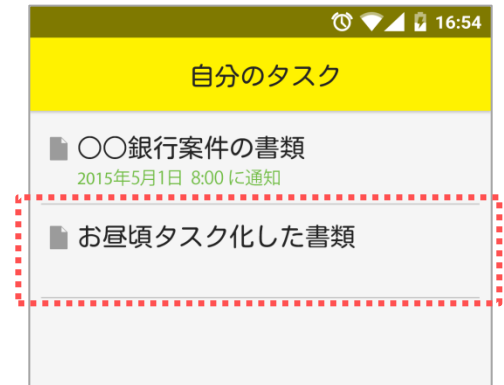 16:54
自分のタスク
〇〇銀行案件の書類
2015年5月1日 8:00 に通知
お昼頃タスク化した書類